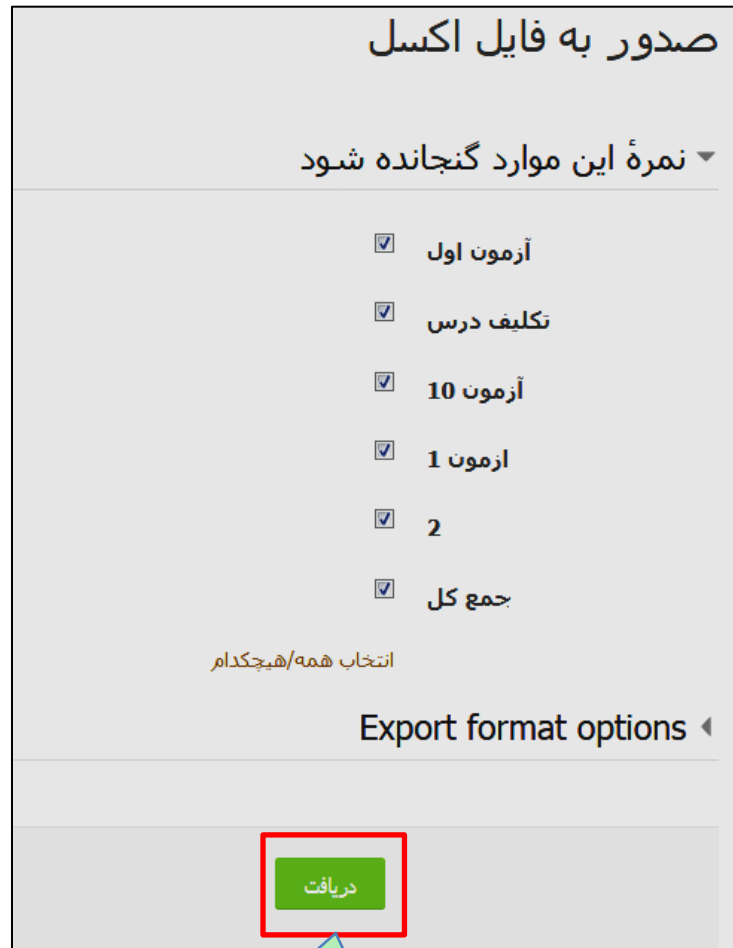 صدور به فایل اکسل
نمرهٔ این موارد گنجانده شود
آزمون اول
تکلیف درس
آزمون 10
ازمون 1
2
جمع کل
انتخاب همه/هیچکدام
Export format options
دریافت